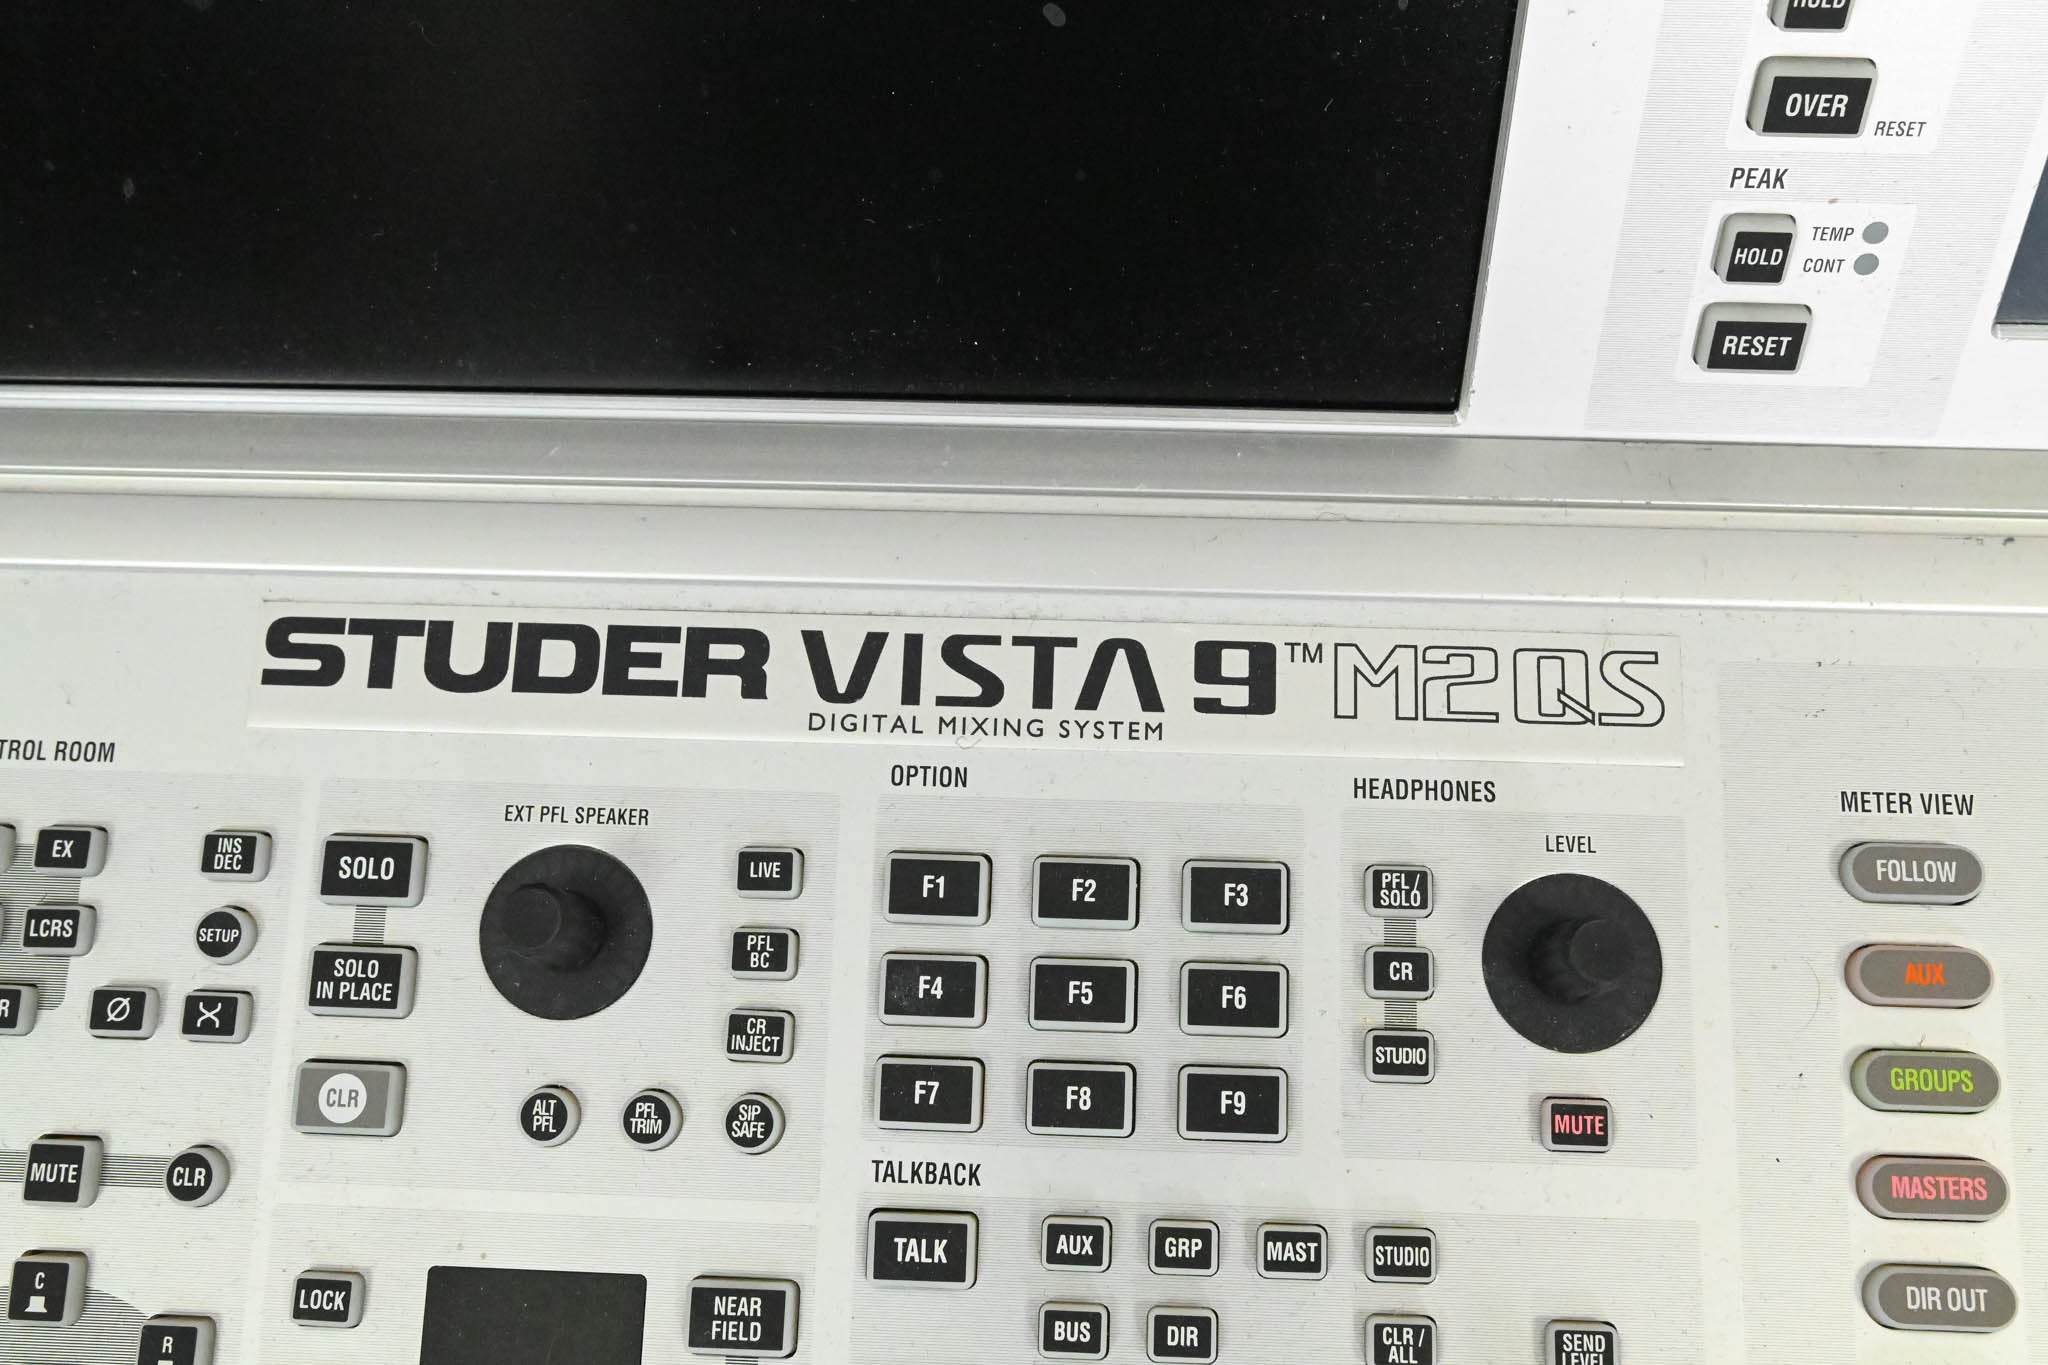 HOLD
OVER
RESET
PEAK
HOLD
TEMP
CONT
RESET
STUDER VISTA 9™ M2 QS
DIGITAL MIXING SYSTEM
TROL ROOM
EX
INS
DEC
LCRS
SETUP
R
Ø
MUTE
CLR
C
R
EXT PFL SPEAKER
SOLO
LIVE
SOLO
IN PLACE
PFL
BC
CR
INJECT
CLR
ALT
PFL
PFL
TRIM
SIP
SAFE
LOCK
NEAR
FIELD
OPTION
F1
F2
F3
F4
F5
F6
F7
F8
F9
HEADPHONES
LEVEL
PFL /
SOLO
CR
STUDIO
MUTE
TALKBACK
TALK
AUX
GRP
MAST
STUDIO
BUS
DIR
CLR /
ALL
SEND
LEVEL
METER VIEW
FOLLOW
AUX
GROUPS
MASTERS
DIR OUT